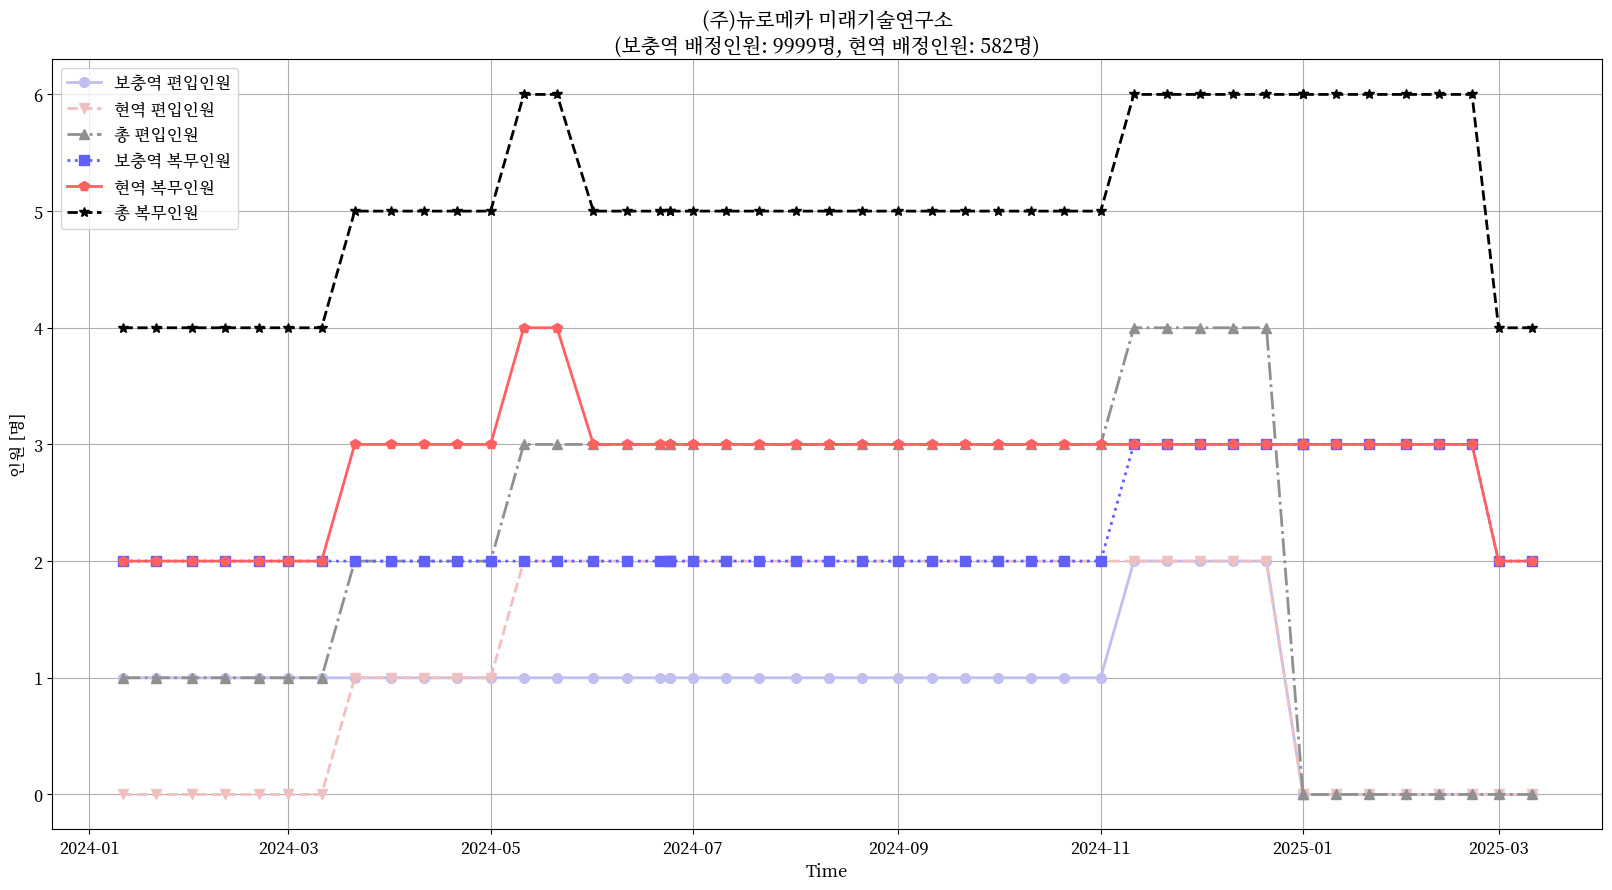 (주)뉴로메카 미래기술연구소
(보충역 배정인원: 9999명, 현역 배정인원: 582명)
보충역 편입인원
현역 편입인원
총 편입인원
보충역 복무인원
현역 복무인원
총 복무인원
인원 [명]
6
5
4
3
2
1
0
2024-01
2024-03
2024-05
2024-07
2024-09
2024-11
2025-01
2025-03
Time